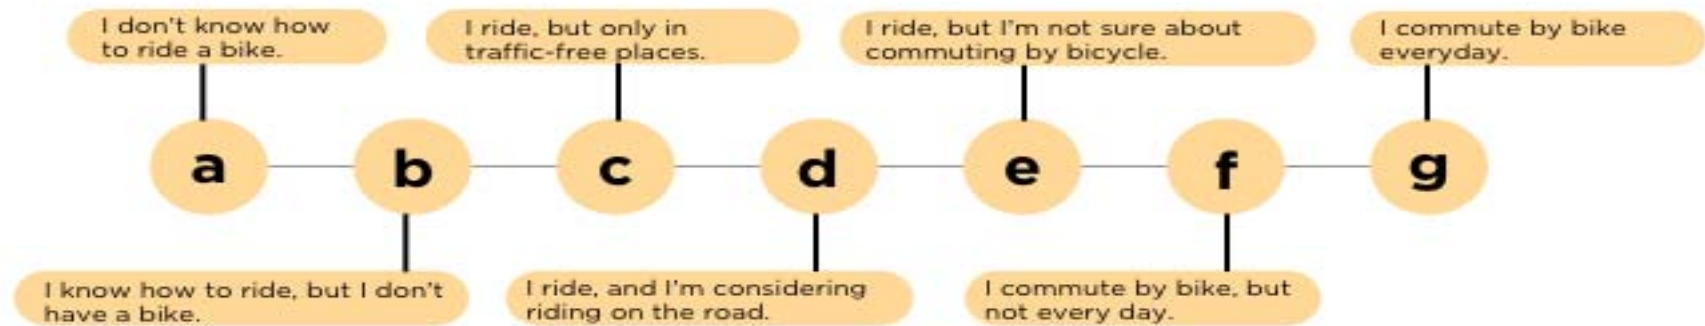 I don't know how
to ride a bike.
I ride, but only in
traffic-free places.
I ride, but I'm not sure about
commuting by bicycle.
I commute by bike
everyday.
a
b
c
d
e
f
g
I know how to ride, but I don't
have a bike.
I ride, and I'm considering
riding on the road.
I commute by bike, but
not every day.